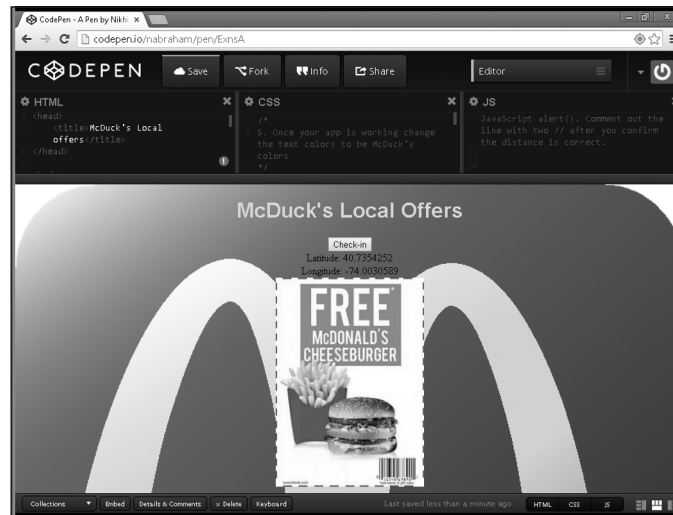 CodePen - A Pen by Nikhi
codepen.io/nabraham/pen/ExnsA
CODEPEN
Save
Fork
Info
Share
Editor
HTML
<head>
<title>McDuck's Local
offers</title>
</head>
CSS
/*
5. Once your app is working change
the text colors to be McDuck's
colors
*/
JS
JavaScript alert(). Comment out the
line with two // after you confirm
the distance is correct.
McDuck's Local Offers
Check-in
Latitude: 40.7354252
Longitude: -74.0030589
FREE*
McDONALD'S
CHEESEBURGER
Collections
Embed
Details & Comments
x Delete
Keyboard
Last saved less than a minute ago
HTML
CSS
JS